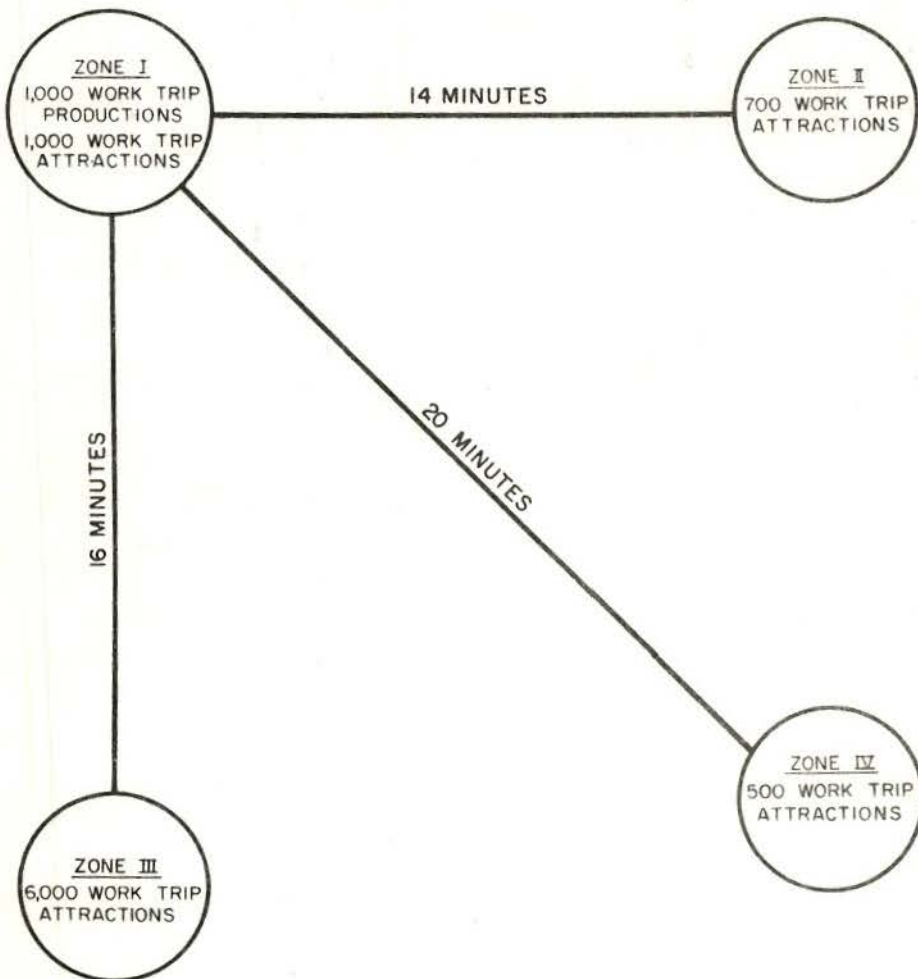 ZONE I
1,000 WORK TRIP
PRODUCTIONS
1,000 WORK TRIP
ATTRACTIONS
14 MINUTES
ZONE II
700 WORK TRIP
ATTRACTIONS
20 MINUTES
16 MINUTES
ZONE IV
500 WORK TRIP
ATTRACTIONS
ZONE III
6,000 WORK TRIP
ATTRACTIONS